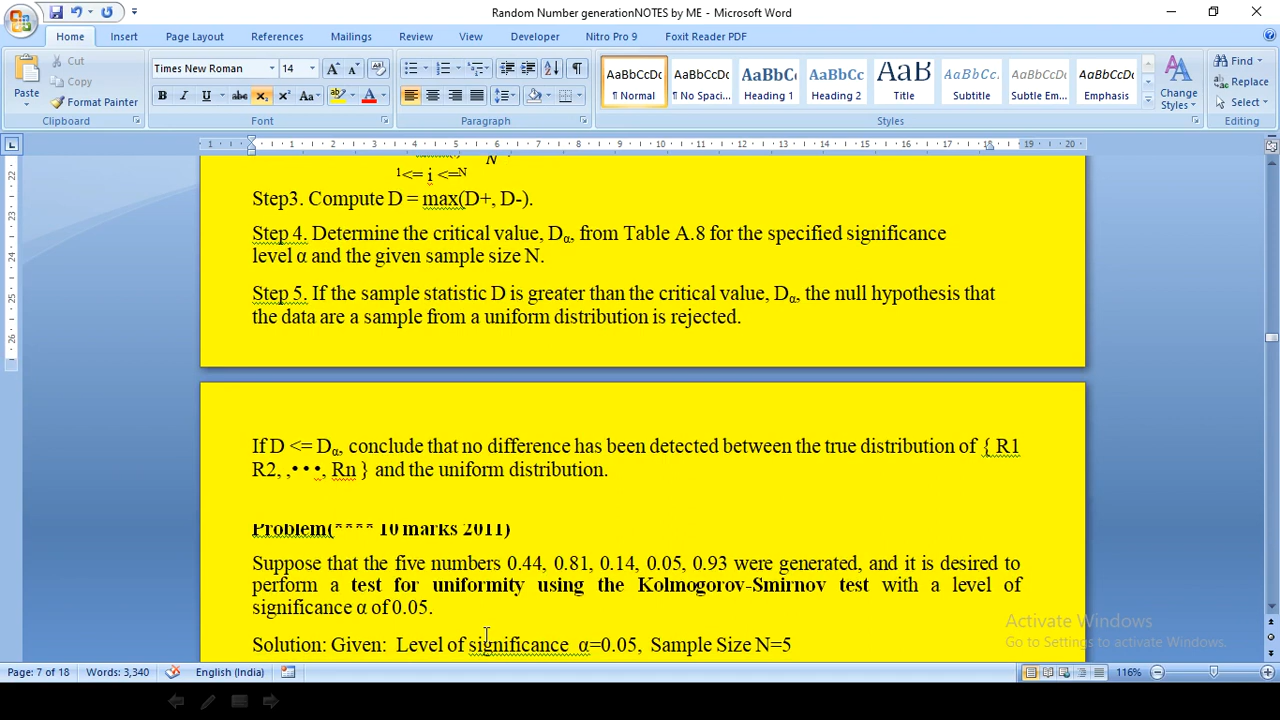 Random Number generationNOTES by ME - Microsoft Word
Home Insert Page Layout References Mailings Review View Developer Nitro Pro 9 Foxit Reader PDF
Cut
Copy
Paste
Format Painter
Clipboard
Times New Roman 14
Font
Paragraph
AaBbCcDc AaBbCcDc AaBbC AaBbCc AaB AaBbCc. AaBbCcDc AaBbCcDc
¶ Normal ¶ No Spaci... Heading 1 Heading 2 Title Subtitle Subtle Em... Emphasis
Change Styles
Styles
Find
Replace
Select
Editing
N
1<= i <=N
Step3. Compute D = max(D+, D-).
Step 4. Determine the critical value, Dα, from Table A.8 for the specified significance
level α and the given sample size N.
Step 5. If the sample statistic D is greater than the critical value, Dα, the null hypothesis that
the data are a sample from a uniform distribution is rejected.
If D <= Dα, conclude that no difference has been detected between the true distribution of { R1
R2, ,• • •, Rn } and the uniform distribution.
Problem(**** 10 marks 2011)
Suppose that the five numbers 0.44, 0.81, 0.14, 0.05, 0.93 were generated, and it is desired to
perform a test for uniformity using the Kolmogorov-Smirnov test with a level of
significance α of 0.05.
Solution: Given: Level of significance α=0.05, Sample Size N=5
Activate Windows
Go to Settings to activate Windows.
Page: 7 of 18 Words: 3,340 English (India) 116%